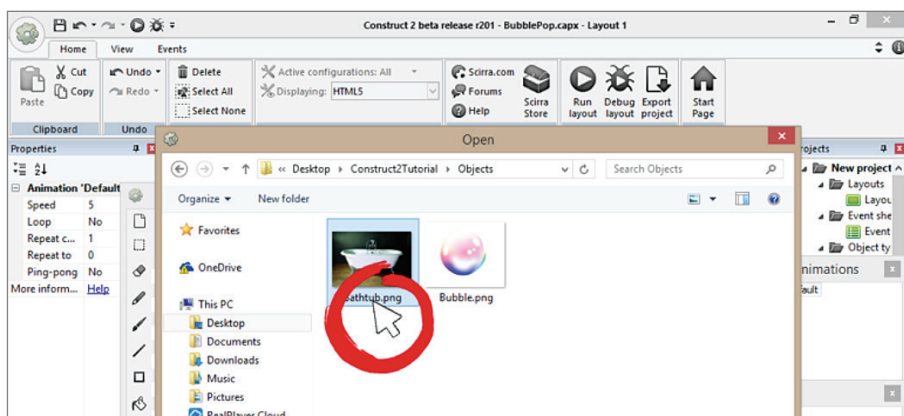 Construct 2 beta release r201 - BubblePop.capx - Layout 1
Home View Events
Paste
Cut
Copy
Clipboard
Undo
Redo
Undo
Delete
Select All
Select None
Active configurations: All
Displaying: HTML5
Scirra.com
Forums
Help
Scirra Store
Run layout
Debug layout
Export project
Start Page
Properties
Animation 'Default
Speed 5
Loop No
Repeat c... 1
Repeat to 0
Ping-pong No
More inform... Help
Open
« Desktop Construct2Tutorial Objects
Search Objects
Organize New folder
Favorites
OneDrive
This PC
Desktop
Documents
Downloads
Music
Pictures
RealPlayer Cloud
athtub.png
Bubble.png
rojects
New project
Layouts
Layou
Event she
Event
Object ty
nimations
ault